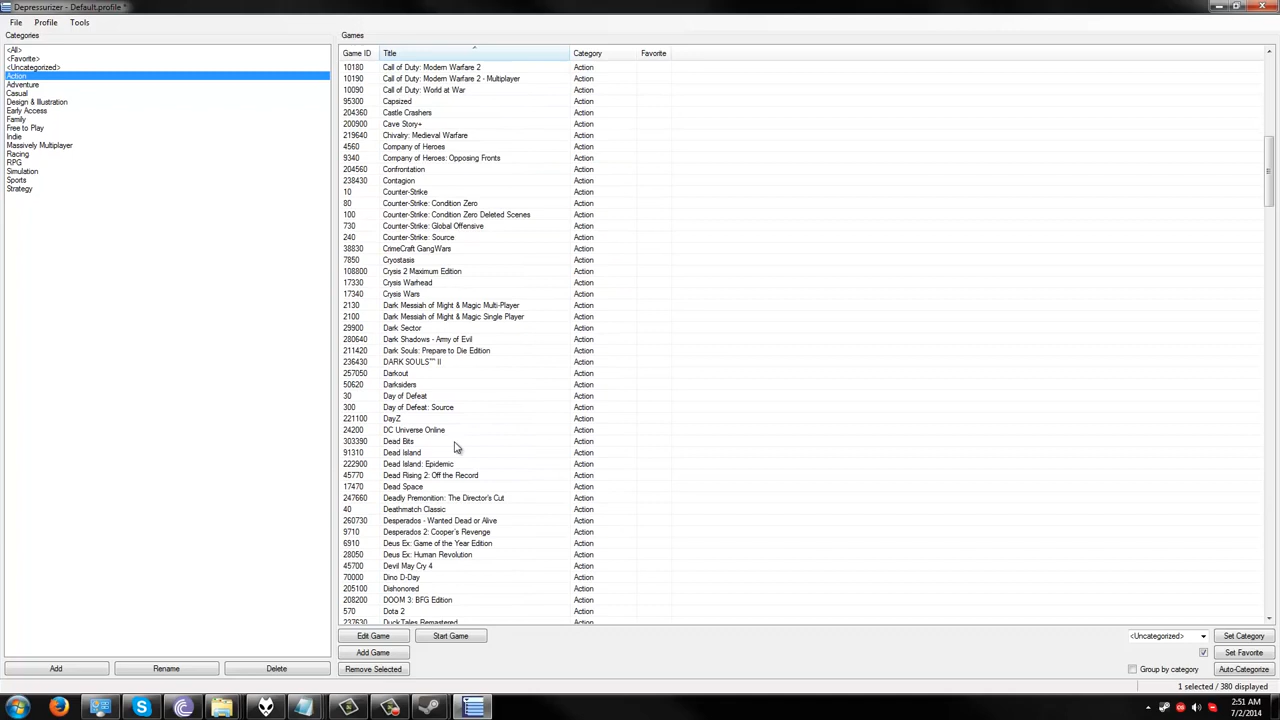 Depressurizer - Default.profile *
File Profile Tools
Categories
<All>
<Favorite>
<Uncategorized>
Action
Adventure
Casual
Design & Illustration
Early Access
Family
Free to Play
Indie
Massively Multiplayer
Racing
RPG
Simulation
Sports
Strategy
Add Rename Delete
Games
Game ID Title Category Favorite
10180 Call of Duty: Modern Warfare 2 Action
10190 Call of Duty: Modern Warfare 2 - Multiplayer Action
10090 Call of Duty: World at War Action
95300 Capsized Action
204360 Castle Crashers Action
200900 Cave Story+ Action
219640 Chivalry: Medieval Warfare Action
4560 Company of Heroes Action
9340 Company of Heroes: Opposing Fronts Action
204560 Confrontation Action
238430 Contagion Action
10 Counter-Strike Action
80 Counter-Strike: Condition Zero Action
100 Counter-Strike: Condition Zero Deleted Scenes Action
730 Counter-Strike: Global Offensive Action
240 Counter-Strike: Source Action
38830 CrimeCraft GangWars Action
7850 Cryostasis Action
108800 Crysis 2 Maximum Edition Action
17330 Crysis Warhead Action
17340 Crysis Wars Action
2130 Dark Messiah of Might & Magic Multi-Player Action
2100 Dark Messiah of Might & Magic Single Player Action
29900 Dark Sector Action
280640 Dark Shadows - Army of Evil Action
211420 Dark Souls: Prepare to Die Edition Action
236430 DARK SOULS™ II Action
257050 Darkout Action
50620 Darksiders Action
30 Day of Defeat Action
300 Day of Defeat: Source Action
221100 DayZ Action
24200 DC Universe Online Action
303390 Dead Bits Action
91310 Dead Island Action
222900 Dead Island: Epidemic Action
45770 Dead Rising 2: Off the Record Action
17470 Dead Space Action
247660 Deadly Premonition: The Director's Cut Action
40 Deathmatch Classic Action
260730 Desperados - Wanted Dead or Alive Action
9710 Desperados 2: Cooper's Revenge Action
6910 Deus Ex: Game of the Year Edition Action
28050 Deus Ex: Human Revolution Action
45700 Devil May Cry 4 Action
70000 Dino D-Day Action
205100 Dishonored Action
208200 DOOM 3: BFG Edition Action
570 Dota 2 Action
237630 DuckTales Remastered Action
Edit Game Start Game <Uncategorized> Set Category
Add Game Set Favorite
Remove Selected Group by category Auto-Categorize
1 selected / 380 displayed
2:51 AM
7/2/2014